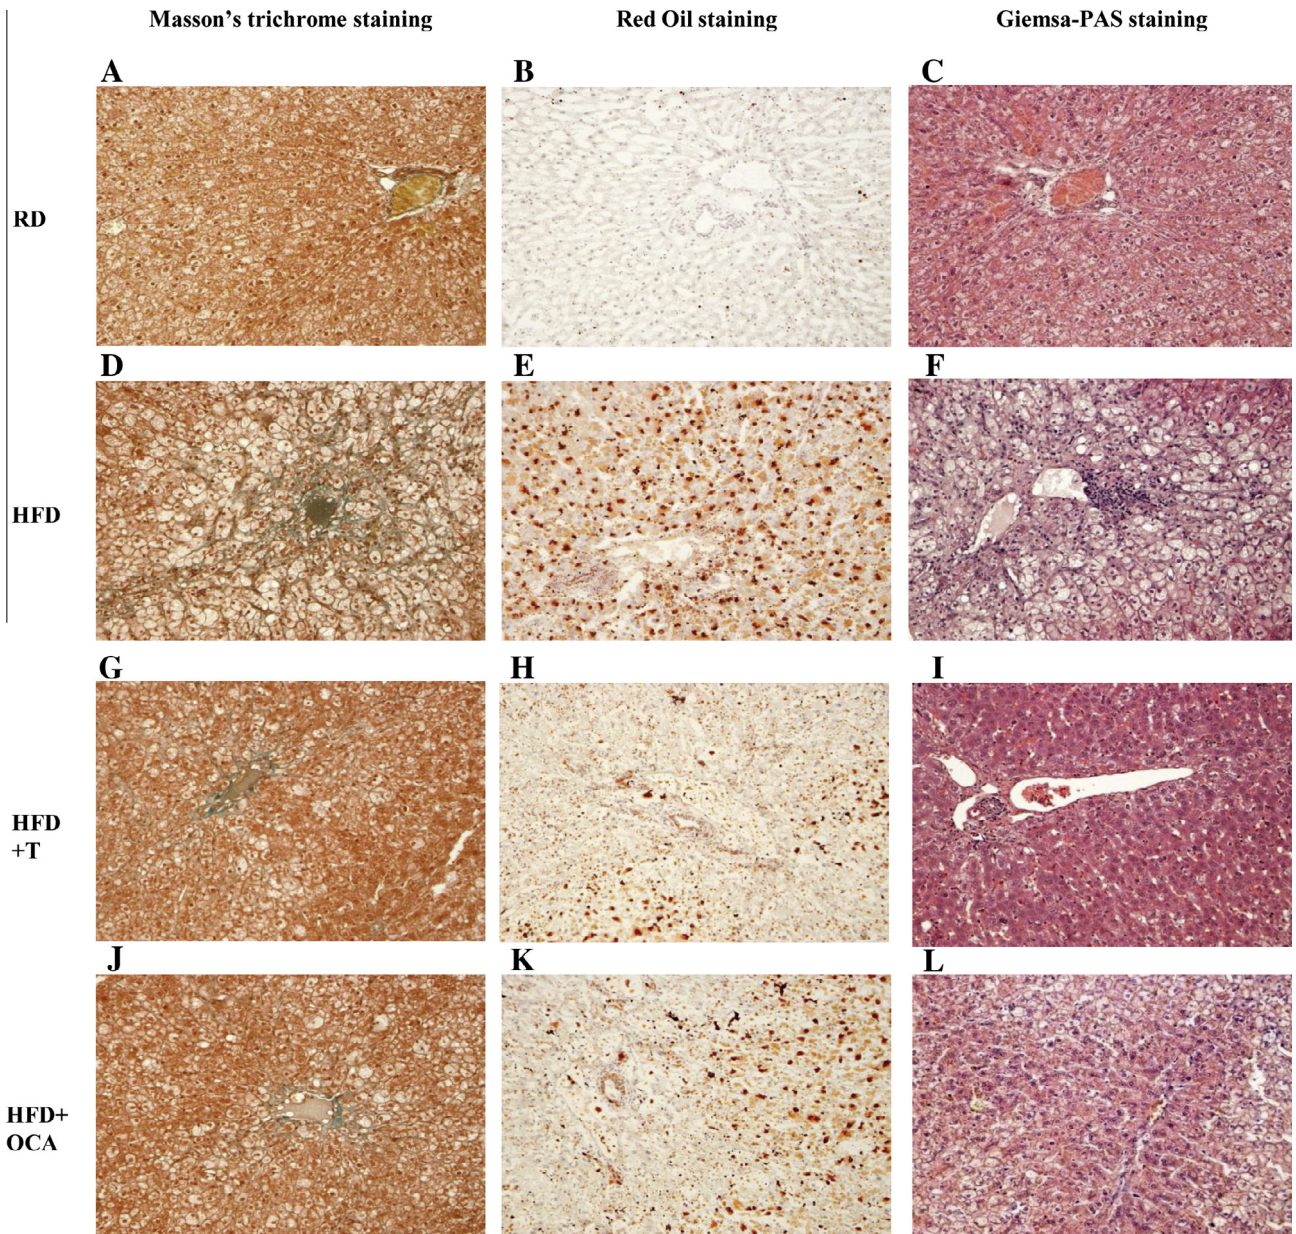 Masson's trichrome staining Red Oil staining Giemsa-PAS staining
A B C
RD
D E F
HFD
G H I
HFD
+T
J K L
HFD+
OCA